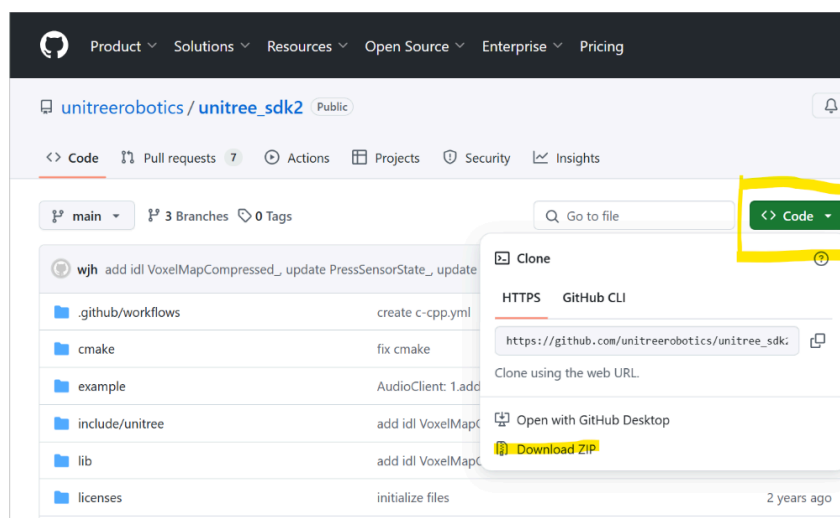 Product Solutions Resources Open Source Enterprise Pricing
unitreerobotics / unitree_sdk2 Public
<> Code Pull requests 7 Actions Projects Security Insights
main 3 Branches 0 Tags Go to file <> Code
Clone ?
HTTPS GitHub CLI
https://github.com/unitreerobotics/unitree_sdk
Clone using the web URL.
Open with GitHub Desktop
Download ZIP
wjh add idl VoxelMapCompressed_, update PressSensorState_, update
.github/workflows create c-cpp.yml
cmake fix cmake
example AudioClient: 1.add
include/unitree add idl VoxelMap
lib add idl VoxelMap
licenses initialize files 2 years ago